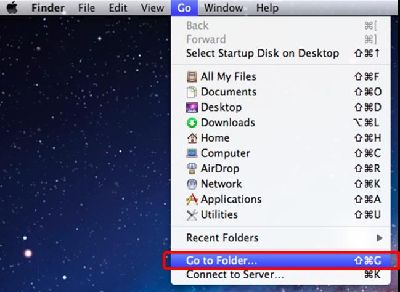 Finder File Edit View Go Window Help
Back ⌘[
Forward ⌘]
Select Startup Disk on Desktop ⇧⌘↑
All My Files ⇧⌘F
Documents ⇧⌘O
Desktop ⇧⌘D
Downloads ⌥⌘L
Home ⇧⌘H
Computer ⇧⌘C
AirDrop ⇧⌘R
Network ⇧⌘K
Applications ⇧⌘A
Utilities ⇧⌘U
Recent Folders
Go to Folder... ⇧⌘G
Connect to Server... ⌘K